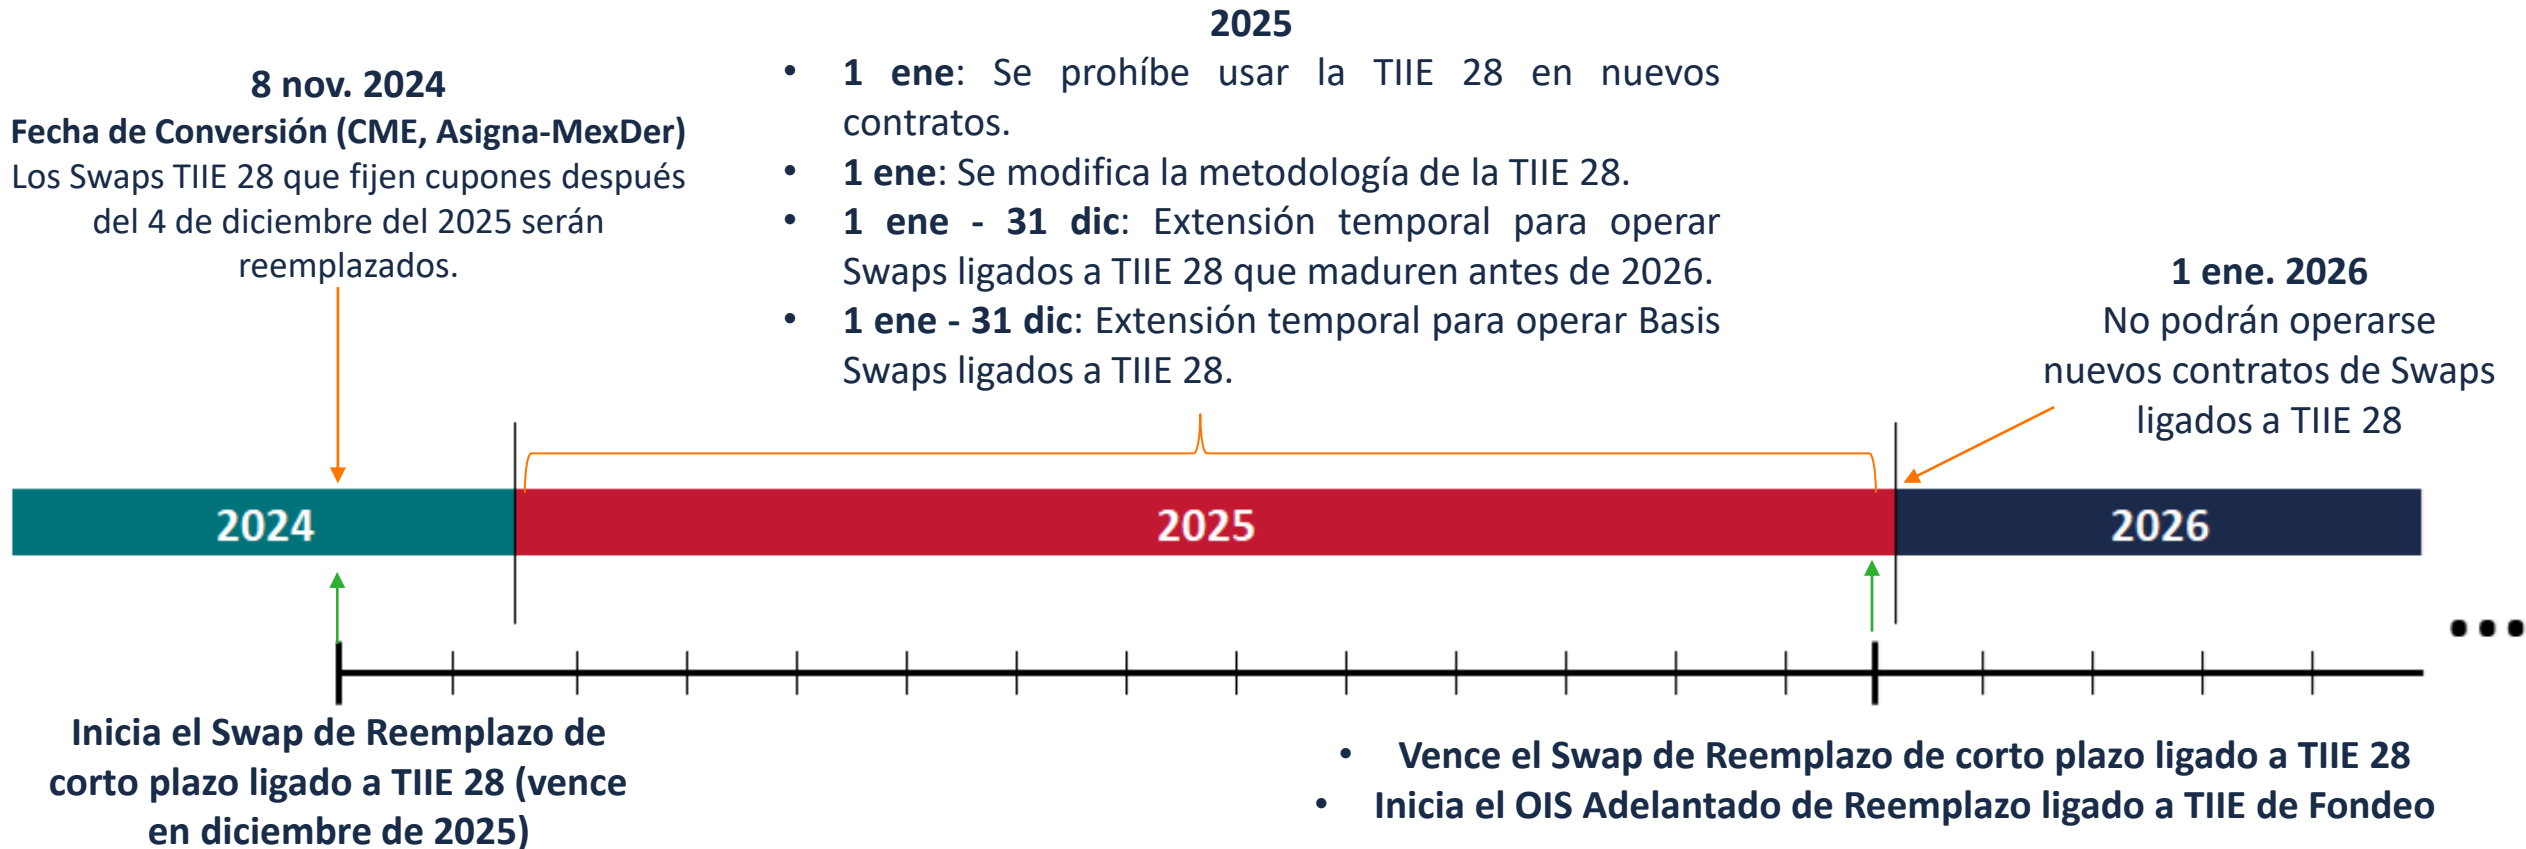 8 nov. 2024
Fecha de Conversión (CME, Asigna-MexDer)
Los Swaps TIIE 28 que fijen cupones después
del 4 de diciembre del 2025 serán
reemplazados.
2025
• 1 ene: Se prohíbe usar la TIIE 28 en nuevos
contratos.
• 1 ene: Se modifica la metodología de la TIIE 28.
• 1 ene - 31 dic: Extensión temporal para operar
Swaps ligados a TIIE 28 que maduren antes de 2026.
• 1 ene - 31 dic: Extensión temporal para operar Basis
Swaps ligados a TIIE 28.
1 ene. 2026
No podrán operarse
nuevos contratos de Swaps
ligados a TIIE 28
2024
2025
2026
...
Inicia el Swap de Reemplazo de
corto plazo ligado a TIIE 28 (vence
en diciembre de 2025)
• Vence el Swap de Reemplazo de corto plazo ligado a TIIE 28
• Inicia el OIS Adelantado de Reemplazo ligado a TIIE de Fondeo